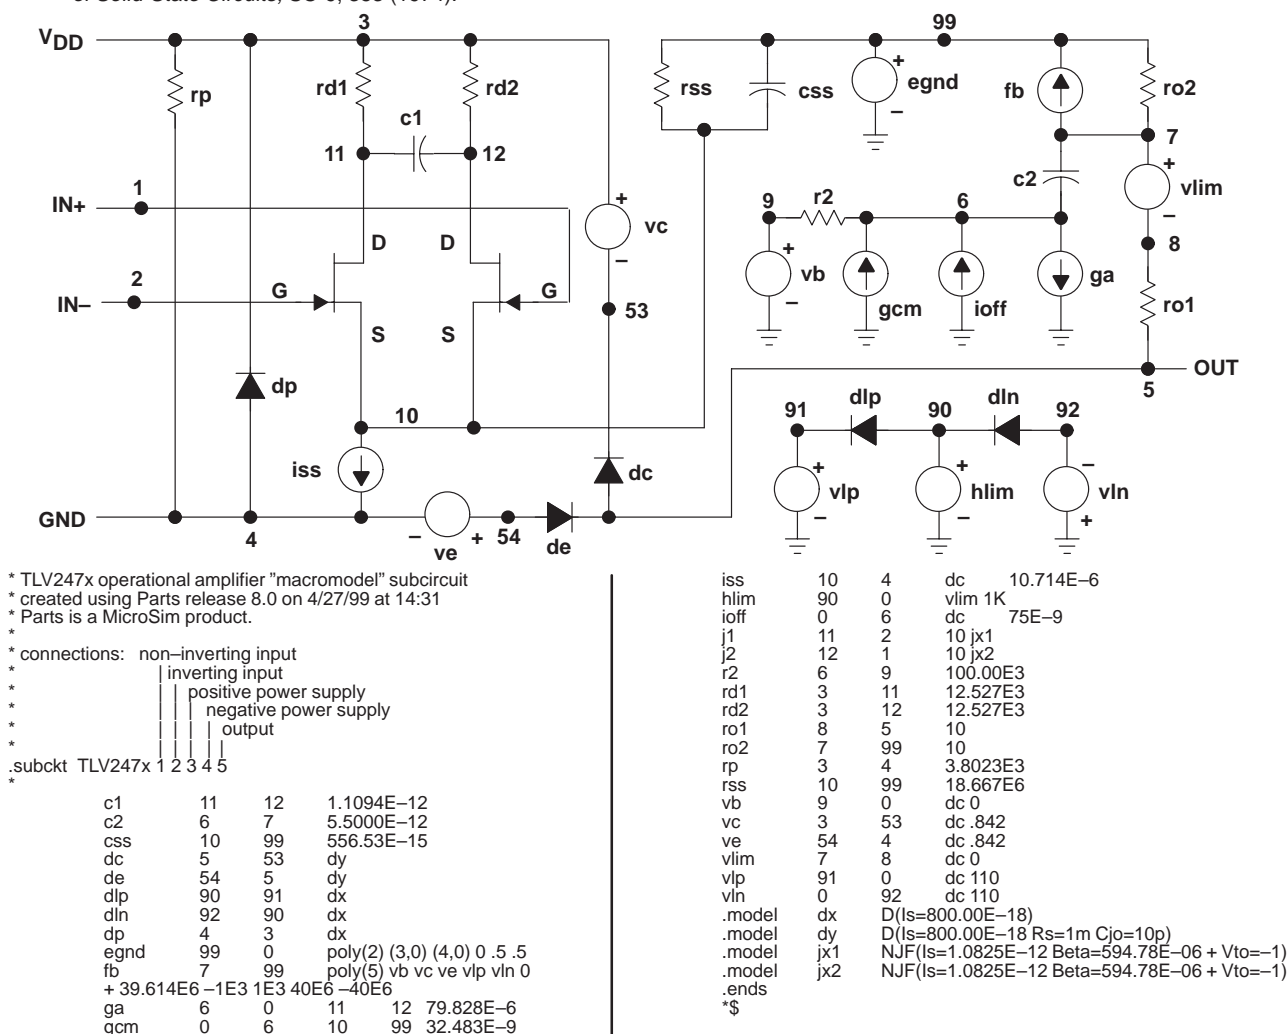 3
99
VDD
rp
rd1
rd2
c1
11
12
rss
css
egnd
+
–
fb
ro2
7
c2
+
vlim
–
8
1
IN+
2
IN–
D
D
G
G
S
S
+
vc
–
53
9
r2
6
+
vb
–
gcm
ioff
ga
ro1
OUT
5
dp
10
iss
dc
GND
4
–
ve
+
54
de
91
dlp
90
dln
92
+
vlp
–
+
hlim
–
–
vln
+
* TLV247x operational amplifier ”macromodel” subcircuit
* created using Parts release 8.0 on 4/27/99 at 14:31
* Parts is a MicroSim product.
*
* connections: non–inverting input
* | inverting input
* | | positive power supply
* | | | negative power supply
* | | | | output
* | | | | |
.subckt TLV247x 1 2 3 4 5
*
c1 11 12 1.1094E–12
c2 6 7 5.5000E–12
css 10 99 556.53E–15
dc 5 53 dy
de 54 5 dy
dlp 90 91 dx
dln 92 90 dx
dp 4 3 dx
egnd 99 0 poly(2) (3,0) (4,0) 0 .5 .5
fb 7 99 poly(5) vb vc ve vlp vln 0
+ 39.614E6 –1E3 1E3 40E6 –40E6
ga 6 0 11 12 79.828E–6
gcm 0 6 10 99 32.483E–9
iss 10 4 dc 10.714E–6
hlim 90 0 vlim 1K
ioff 0 6 dc 75E–9
j1 11 2 10 jx1
j2 12 1 10 jx2
r2 6 9 100.00E3
rd1 3 11 12.527E3
rd2 3 12 12.527E3
ro1 8 5 10
ro2 7 99 10
rp 3 4 3.8023E3
rss 10 99 18.667E6
vb 9 0 dc 0
vc 3 53 dc .842
ve 54 4 dc .842
vlim 7 8 dc 0
vlp 91 0 dc 110
vln 0 92 dc 110
.model dx D(Is=800.00E–18)
.model dy D(Is=800.00E–18 Rs=1m Cjo=10p)
.model jx1 NJF(Is=1.0825E–12 Beta=594.78E–06 + Vto=–1)
.model jx2 NJF(Is=1.0825E–12 Beta=594.78E–06 + Vto=–1)
.ends
*$